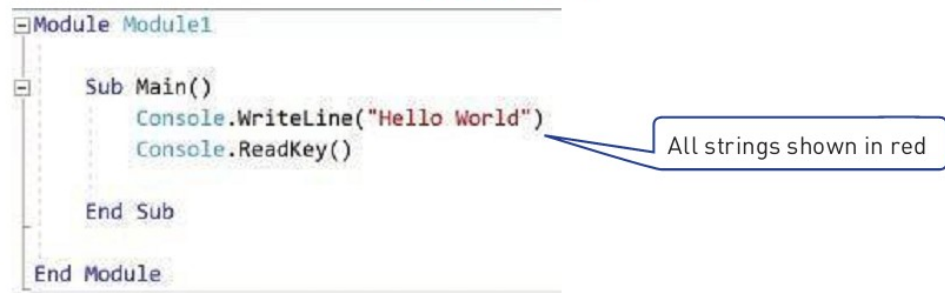 Module Module1
Sub Main()
Console.WriteLine("Hello World")
Console.ReadKey()
All strings shown in red
End Sub
End Module